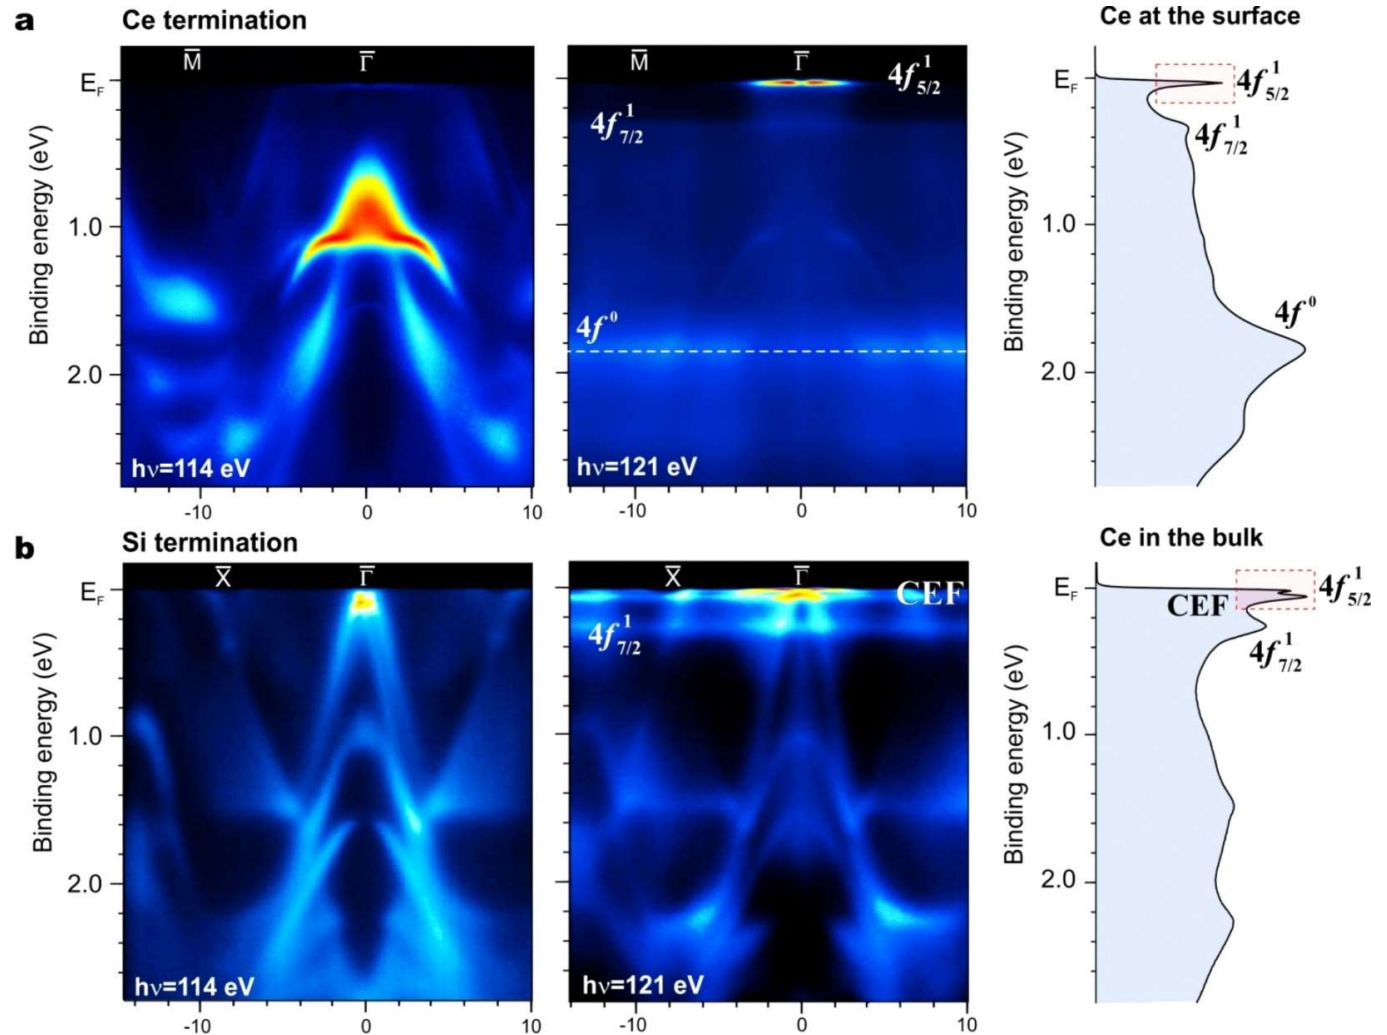 a
Ce termination
Ce at the surface
M̅
Γ̅
E_F
1.0
2.0
Binding energy (eV)
hν=114 eV
-10
0
10
M̅
Γ̅
4f¹₅/₂
4f¹₇/₂
4f⁰
hν=121 eV
-10
0
10
E_F
1.0
2.0
Binding energy (eV)
4f¹₅/₂
4f¹₇/₂
4f⁰
b
Si termination
Ce in the bulk
X̅
Γ̅
E_F
1.0
2.0
Binding energy (eV)
hν=114 eV
-10
0
10
X̅
Γ̅
CEF
4f¹₇/₂
hν=121 eV
-10
0
10
E_F
1.0
2.0
Binding energy (eV)
CEF
4f¹₅/₂
4f¹₇/₂